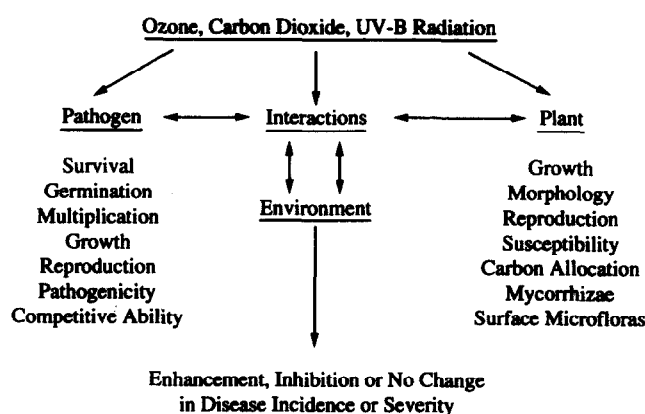 Ozone, Carbon Dioxide, UV-B Radiation
Pathogen
Interactions
Plant
Survival
Germination
Multiplication
Growth
Reproduction
Pathogenicity
Competitive Ability
Environment
Growth
Morphology
Reproduction
Susceptibility
Carbon Allocation
Mycorrhizae
Surface Microfloras
Enhancement, Inhibition or No Change
in Disease Incidence or Severity